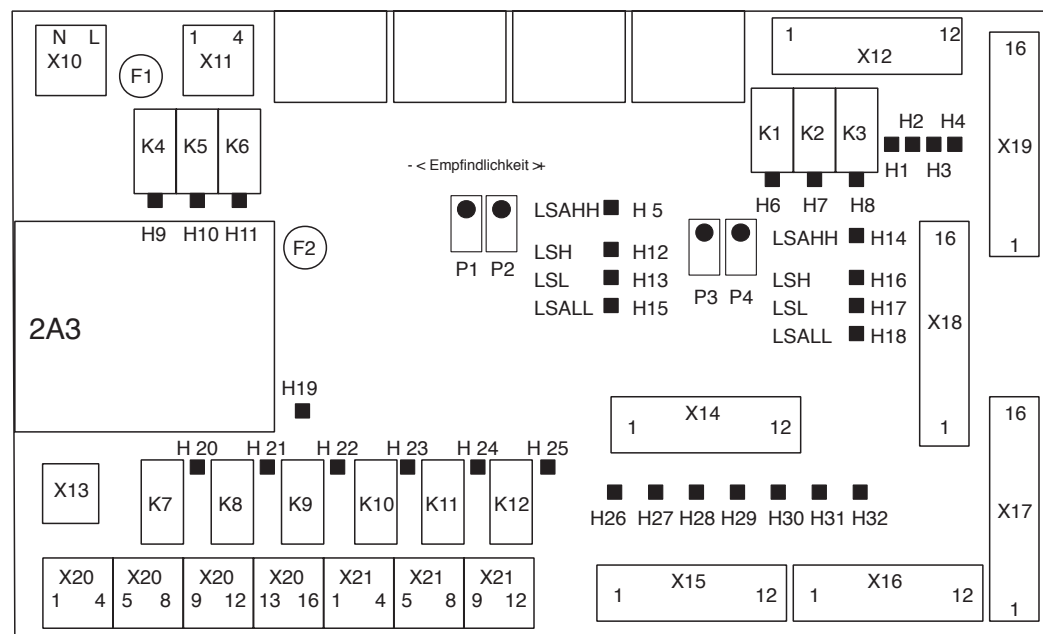 N L
X10
F1
1 4
X11
1 12
X12
16
X19
1
K4 K5 K6
H9 H10 H11
K1 K2 K3
H2 H4
H1 H3
H6 H7 H8
- < Empfindlichkeit > +
P1 P2
LSAHH H 5
LSH H12
LSL H13
LSALL H15
P3 P4
LSAHH H14
LSH H16
LSL H17
LSALL H18
F2
2A3
16
X18
1
H19
X14
1 12
16
X17
1
H 20 H 21 H 22 H 23 H 24 H 25
X13
K7 K8 K9 K10 K11 K12
H26 H27 H28 H29 H30 H31 H32
X20 X20 X20 X20 X21 X21 X21
1 4 5 8 9 12 13 16 1 4 5 8 9 12
X15
1 12
X16
1 12